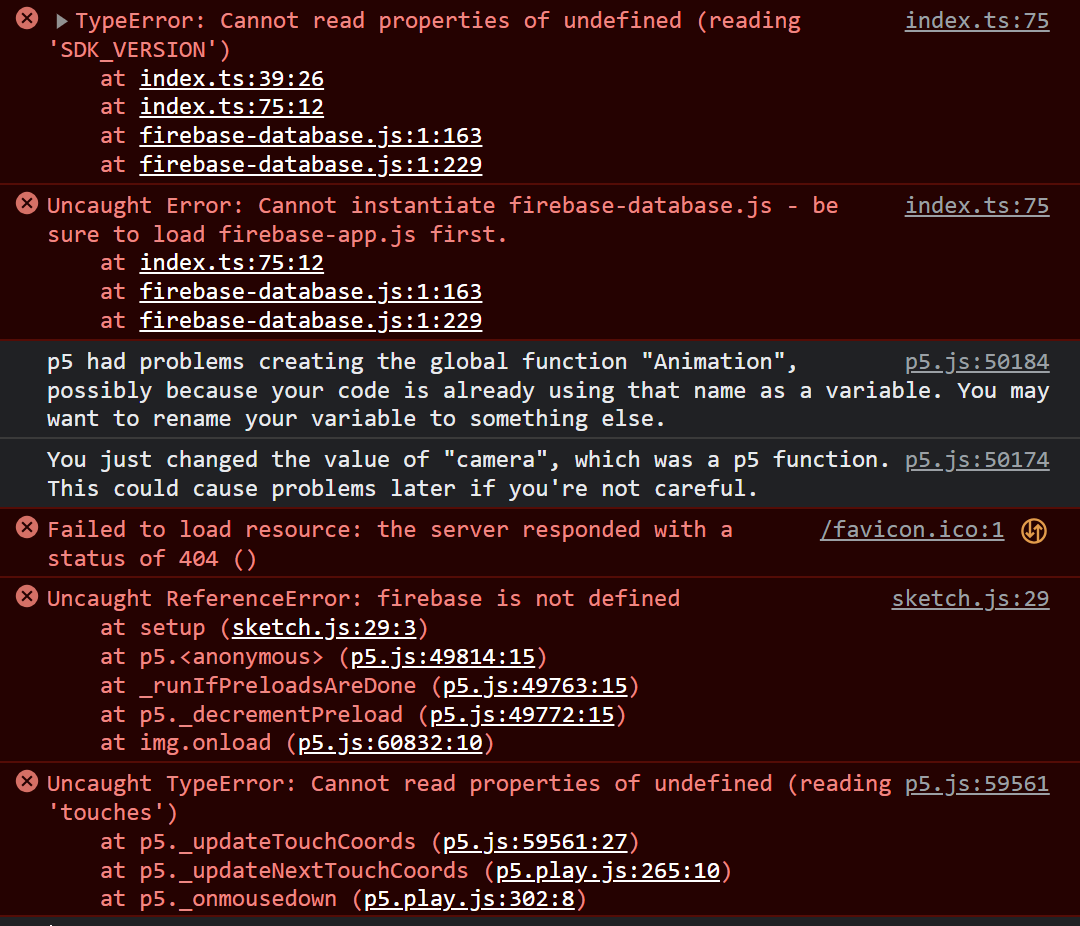 TypeError: Cannot read properties of undefined (reading index.ts:75
'SDK_VERSION')
at index.ts:39:26
at index.ts:75:12
at firebase-database.js:1:163
at firebase-database.js:1:229
Uncaught Error: Cannot instantiate firebase-database.js - be index.ts:75
sure to load firebase-app.js first.
at index.ts:75:12
at firebase-database.js:1:163
at firebase-database.js:1:229
p5 had problems creating the global function "Animation", p5.js:50184
possibly because your code is already using that name as a variable. You may
want to rename your variable to something else.
You just changed the value of "camera", which was a p5 function. p5.js:50174
This could cause problems later if you're not careful.
Failed to load resource: the server responded with a /favicon.ico:1
status of 404 ()
Uncaught ReferenceError: firebase is not defined sketch.js:29
at setup (sketch.js:29:3)
at p5.<anonymous> (p5.js:49814:15)
at _runIfPreloadsAreDone (p5.js:49763:15)
at p5._decrementPreload (p5.js:49772:15)
at img.onload (p5.js:60832:10)
Uncaught TypeError: Cannot read properties of undefined (reading p5.js:59561
'touches')
at p5._updateTouchCoords (p5.js:59561:27)
at p5._updateNextTouchCoords (p5.play.js:265:10)
at p5._onmousedown (p5.play.js:302:8)